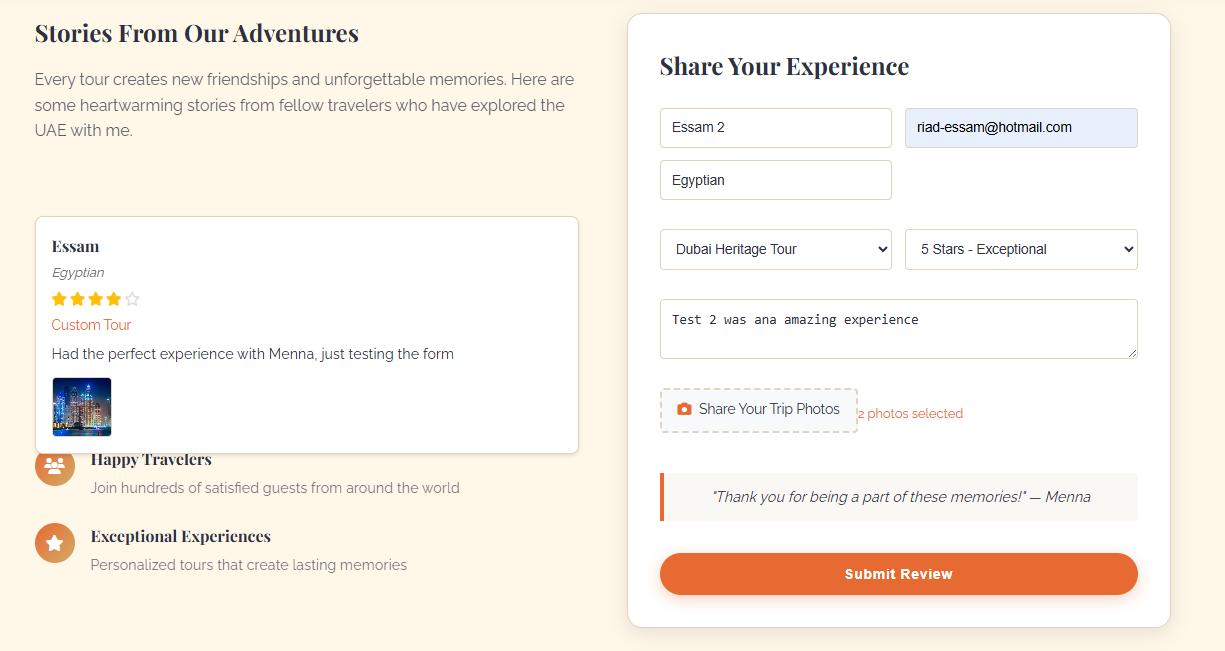 Stories From Our Adventures
Every tour creates new friendships and unforgettable memories. Here are
some heartwarming stories from fellow travelers who have explored the
UAE with me.
Essam
Egyptian
Custom Tour
Had the perfect experience with Menna, just testing the form
Happy Travelers
Join hundreds of satisfied guests from around the world
Exceptional Experiences
Personalized tours that create lasting memories
Share Your Experience
Essam 2
riad-essam@hotmail.com
Egyptian
Dubai Heritage Tour
5 Stars - Exceptional
Test 2 was ana amazing experience
Share Your Trip Photos
2 photos selected
"Thank you for being a part of these memories!" — Menna
Submit Review